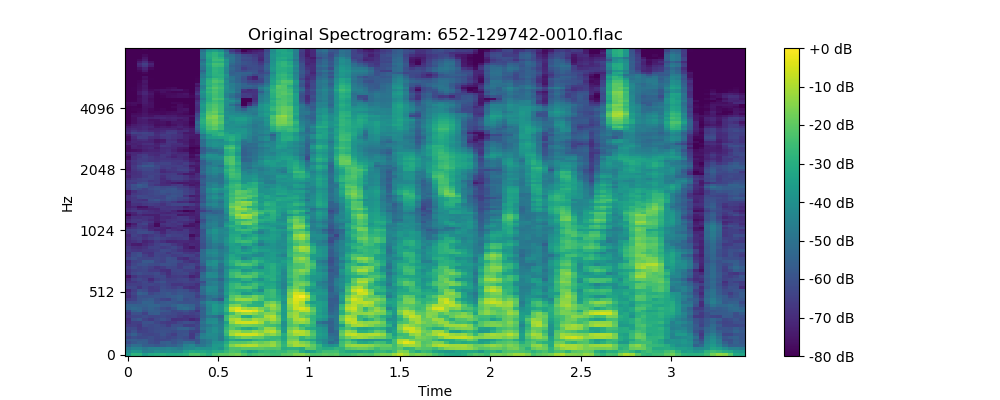 Original Spectrogram: 652-129742-0010.flac
Hz
4096
2048
1024
512
0
0 0.5 1 1.5 2 2.5 3
Time
+0 dB
-10 dB
-20 dB
-30 dB
-40 dB
-50 dB
-60 dB
-70 dB
-80 dB